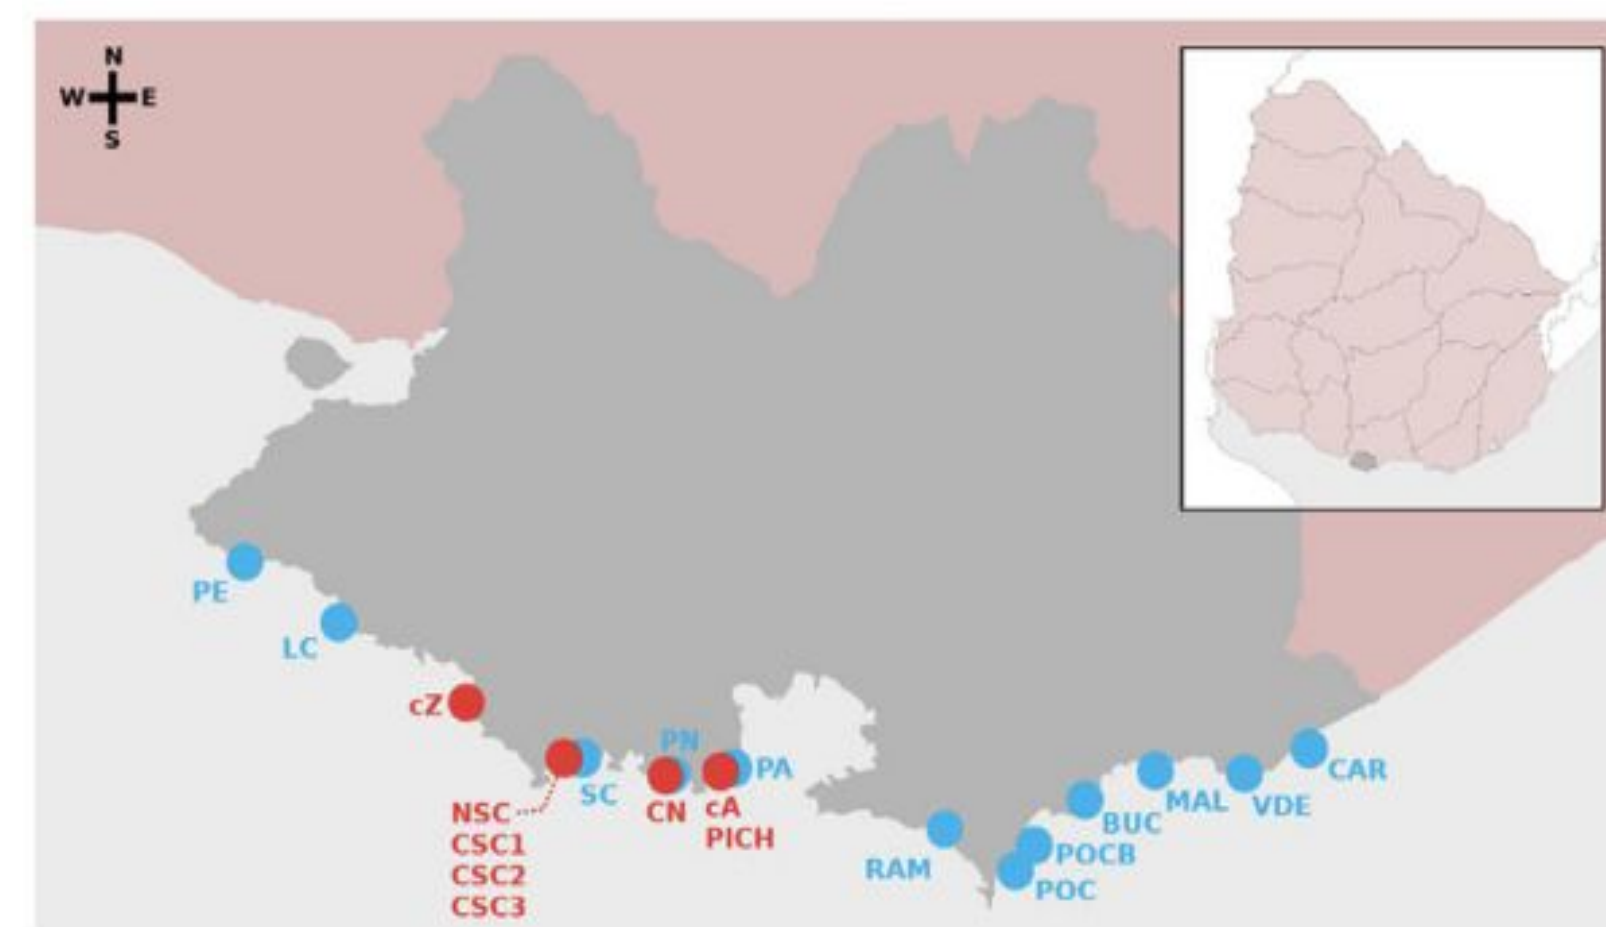 N
W E
S
PE
LC
cZ
PN
SC
PA
NSC
CSC1
CSC2
CSC3
CN
cA
PICH
RAM
POC
POCB
BUC
MAL
VDE
CAR